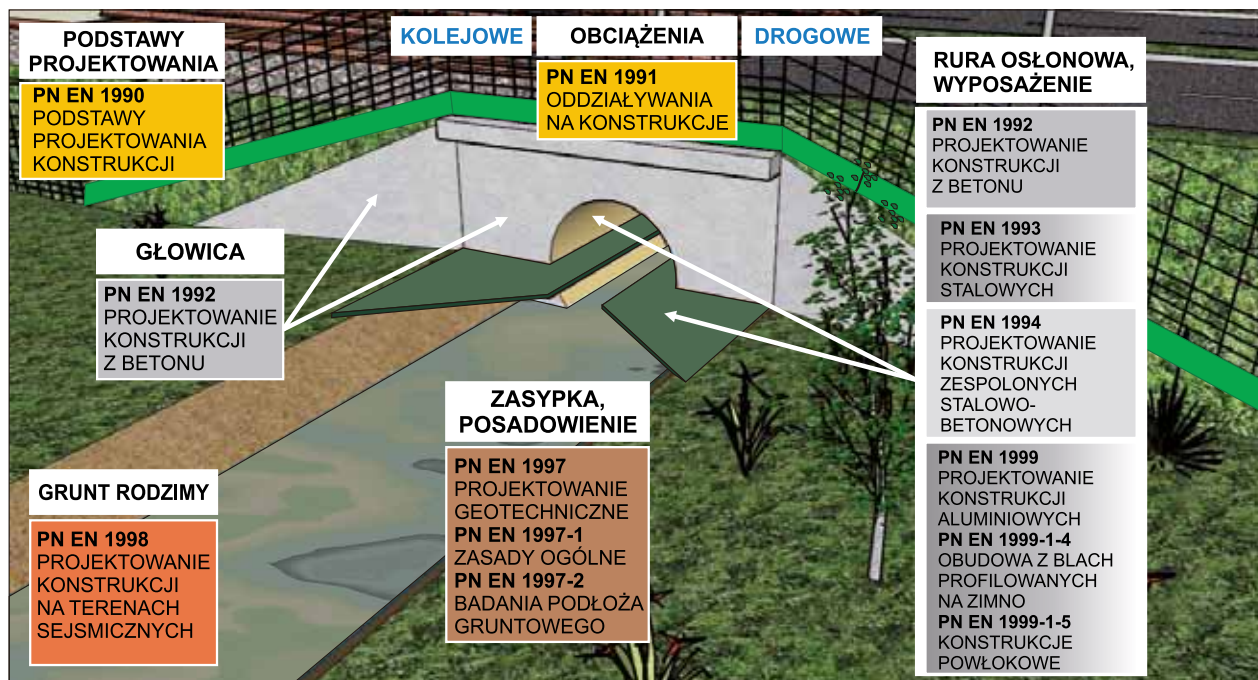 PODSTAWY
PROJEKTOWANIA
PN EN 1990
PODSTAWY
PROJEKTOWANIA
KONSTRUKCJI
KOLEJOWE
OBCIĄŻENIA
DROGOWE
PN EN 1991
ODDZIAŁYWANIA
NA KONSTRUKCJE
RURA OSŁONOWA,
WYPOSAŻENIE
PN EN 1992
PROJEKTOWANIE
KONSTRUKCJI
Z BETONU
PN EN 1993
PROJEKTOWANIE
KONSTRUKCJI
STALOWYCH
PN EN 1994
PROJEKTOWANIE
KONSTRUKCJI
ZESPOLONYCH
STALOWO-
BETONOWYCH
PN EN 1999
PROJEKTOWANIE
KONSTRUKCJI
ALUMINIOWYCH
PN EN 1999-1-4
OBUDOWA Z BLACH
PROFILOWANYCH
NA ZIMNO
PN EN 1999-1-5
KONSTRUKCJE
POWŁOKOWE
GŁOWICA
PN EN 1992
PROJEKTOWANIE
KONSTRUKCJI
Z BETONU
ZASYPKA,
POSADOWIENIE
PN EN 1997
PROJEKTOWANIE
GEOTECHNICZNE
PN EN 1997-1
ZASADY OGÓLNE
PN EN 1997-2
BADANIA PODŁOŻA
GRUNTOWEGO
GRUNT RODZIMY
PN EN 1998
PROJEKTOWANIE
KONSTRUKCJI
NA TERENACH
SEJSMICZNYCH